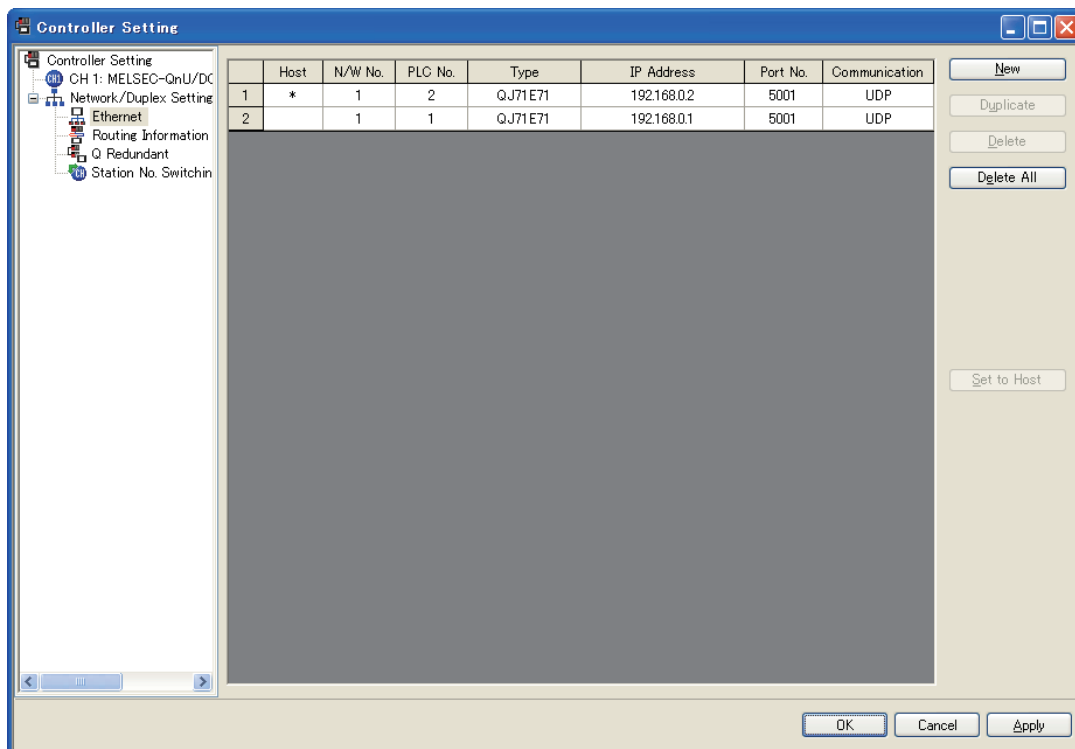 Controller Setting
Controller Setting
CH1 CH 1: MELSEC-QnU/DC
Network/Duplex Setting
Ethernet
Routing Information
Q Redundant
CH Station No. Switchin
Host N/W No. PLC No. Type IP Address Port No. Communication
1 * 1 2 QJ71E71 192.168.0.2 5001 UDP
2 1 1 QJ71E71 192.168.0.1 5001 UDP
New
Duplicate
Delete
Delete All
Set to Host
OK Cancel Apply